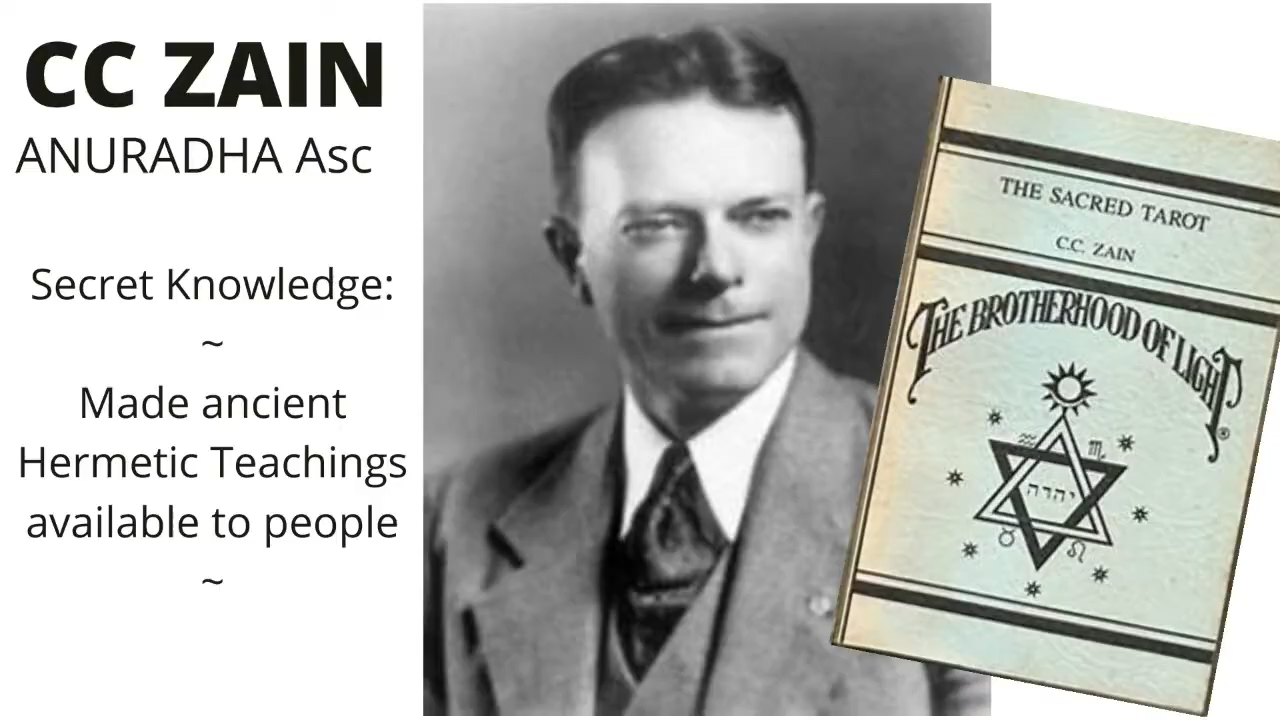 CC ZAIN
ANURADHA Asc
Secret Knowledge:
~
Made ancient
Hermetic Teachings
available to people
~
THE SACRED TAROT
C.C. ZAIN
THE BROTHERHOOD OF LIGHT®
♒ ♏
יהוה
♉ ♌